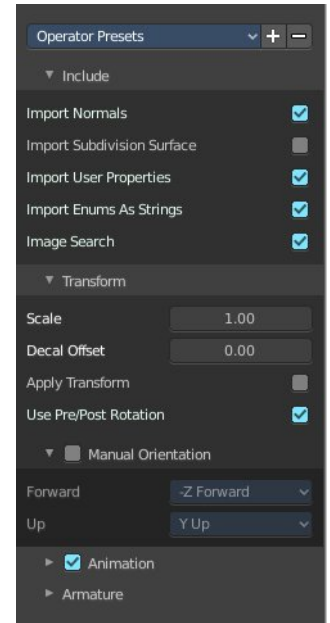 Operator Presets
Include
Import Normals
Import Subdivision Surface
Import User Properties
Import Enums As Strings
Image Search
Transform
Scale 1.00
Decal Offset 0.00
Apply Transform
Use Pre/Post Rotation
Manual Orientation
Forward -Z Forward
Up Y Up
Animation
Armature